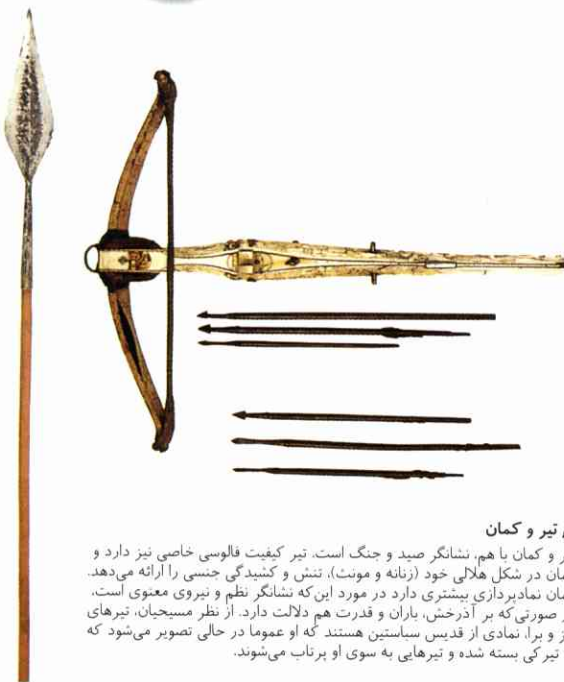 تیر و کمان
و کمان با هم، نشانگر صید و جنگ است. تیر کیفیت فالوسی خاصی نیز دارد و
در شکل هلالی خود (زنانه و مونث)، تنش و کشیدگی جنسی را ارائه می‌دهد.
نمادپردازی بیشتری دارد در مورد این‌که نشانگر نظم و نیروی معنوی است،
صورتی‌که بر آذرخش، باران و قدرت هم دلالت دارد. از نظر مسیحیان، تیرهای
و برا، نمادی از قدیس سباستین هستند که او عموما در حالی تصویر می‌شود که
تیرکی بسته شده و تیرهایی به سوی او پرتاب می‌شوند.